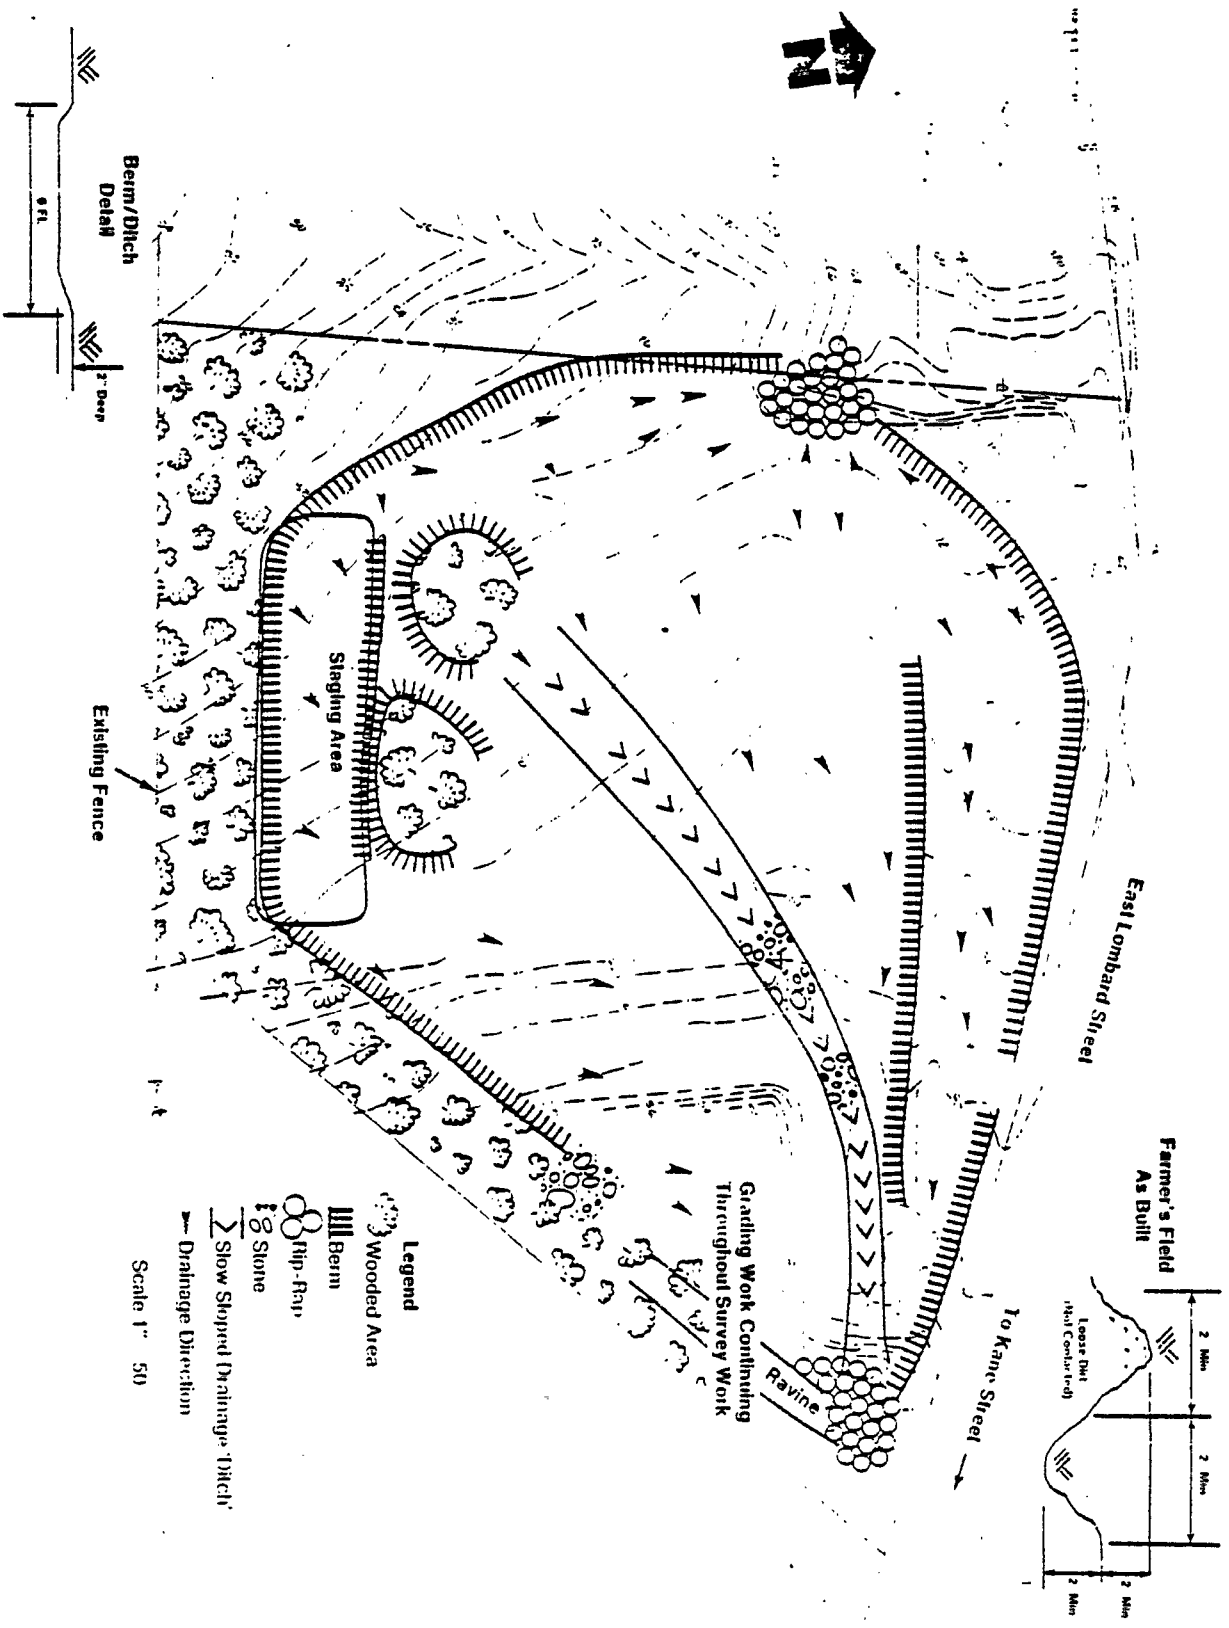 N
East Lombard Street
To Kane Street
Farmer's Field
As Built
2 Min
2 Min
2 Min
2 Min
Loose Dirt
(Not Contacted)
Ravine
Grading Work Continuing
Throughout Survey Work
Staging Area
Existing Fence
Berm/Ditch
Detail
2" Deep
Legend
Wooded Area
Berm
Rip-Rap
Stone
Slow Sloped Drainage 'Ditch'
Drainage Direction
Scale 1" 50